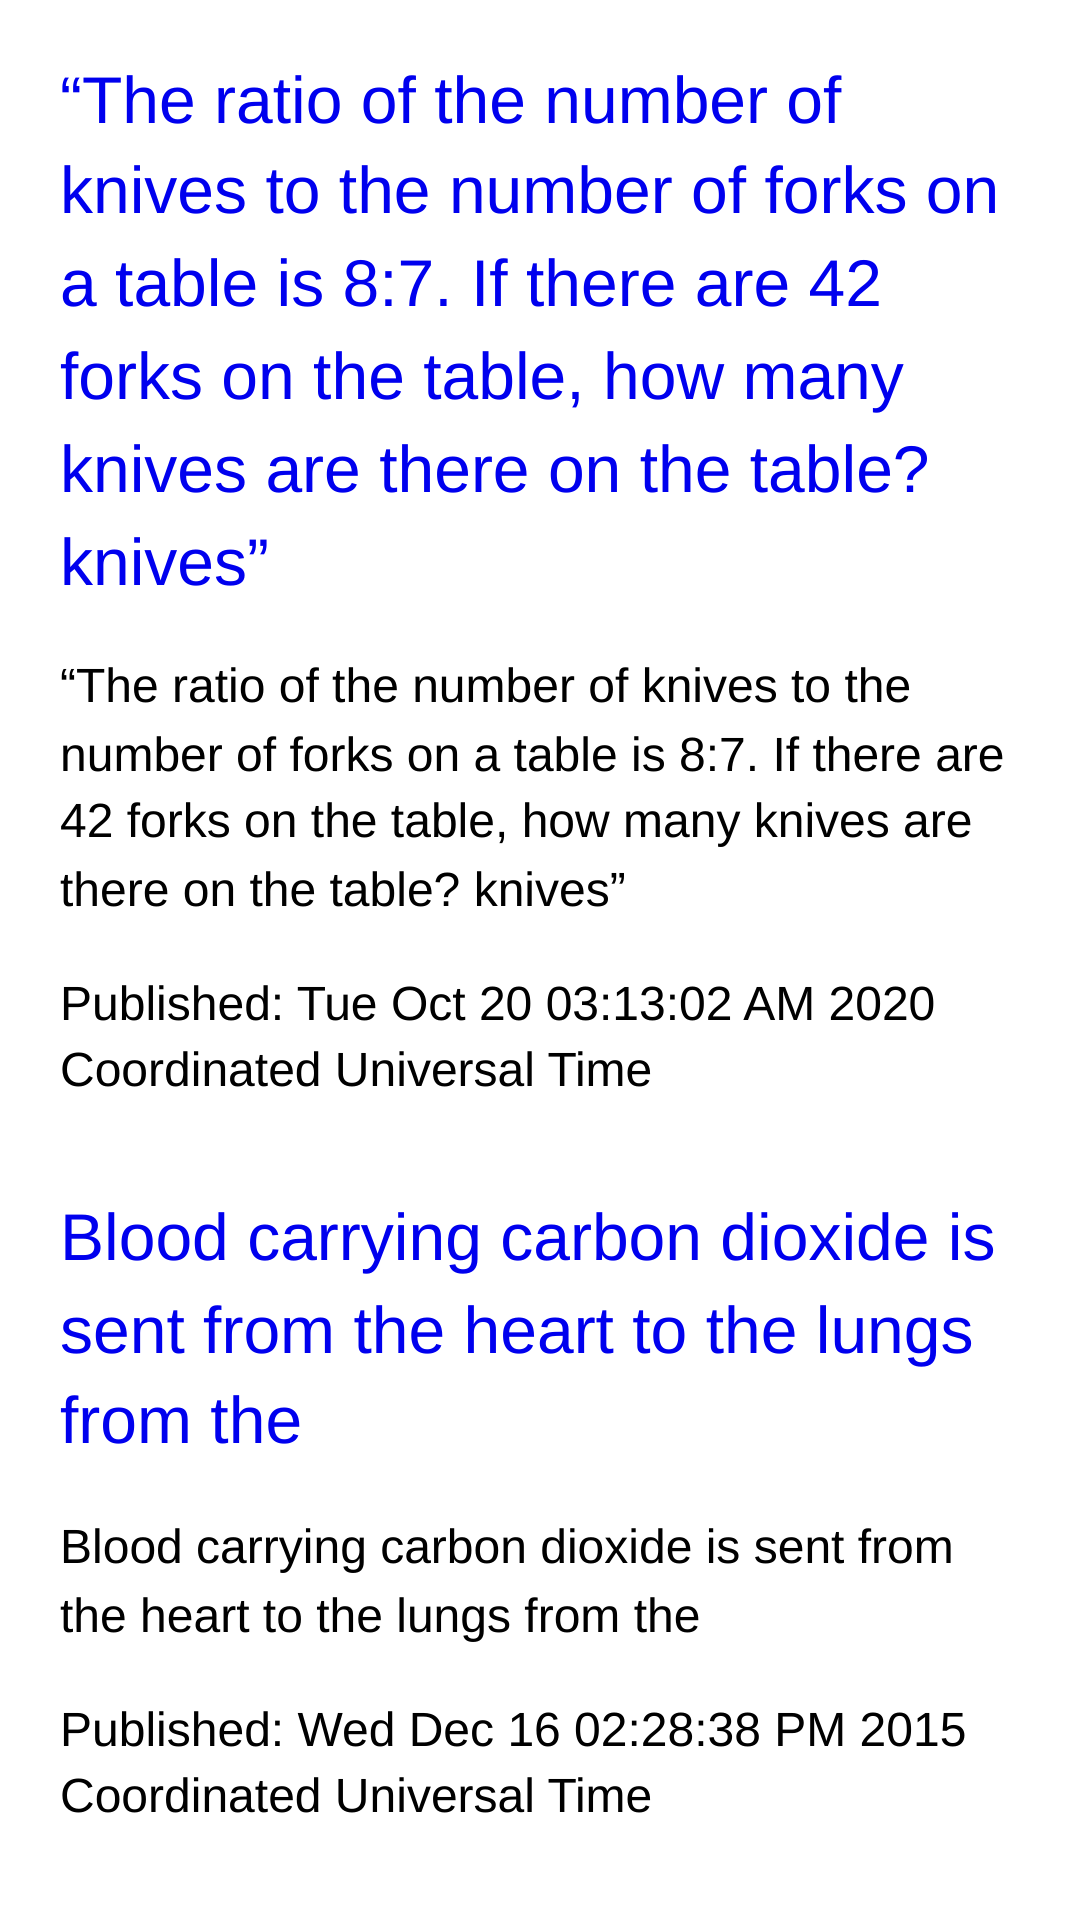 “The ratio of the number of
knives to the number of forks on
a table is 8:7. If there are 42
forks on the table, how many
knives are there on the table?
knives”
“The ratio of the number of knives to the
number of forks on a table is 8:7. If there are
42 forks on the table, how many knives are
there on the table? knives”
Published: Tue Oct 20 03:13:02 AM 2020
Coordinated Universal Time
Blood carrying carbon dioxide is
sent from the heart to the lungs
from the
Blood carrying carbon dioxide is sent from
the heart to the lungs from the
Published: Wed Dec 16 02:28:38 PM 2015
Coordinated Universal Time